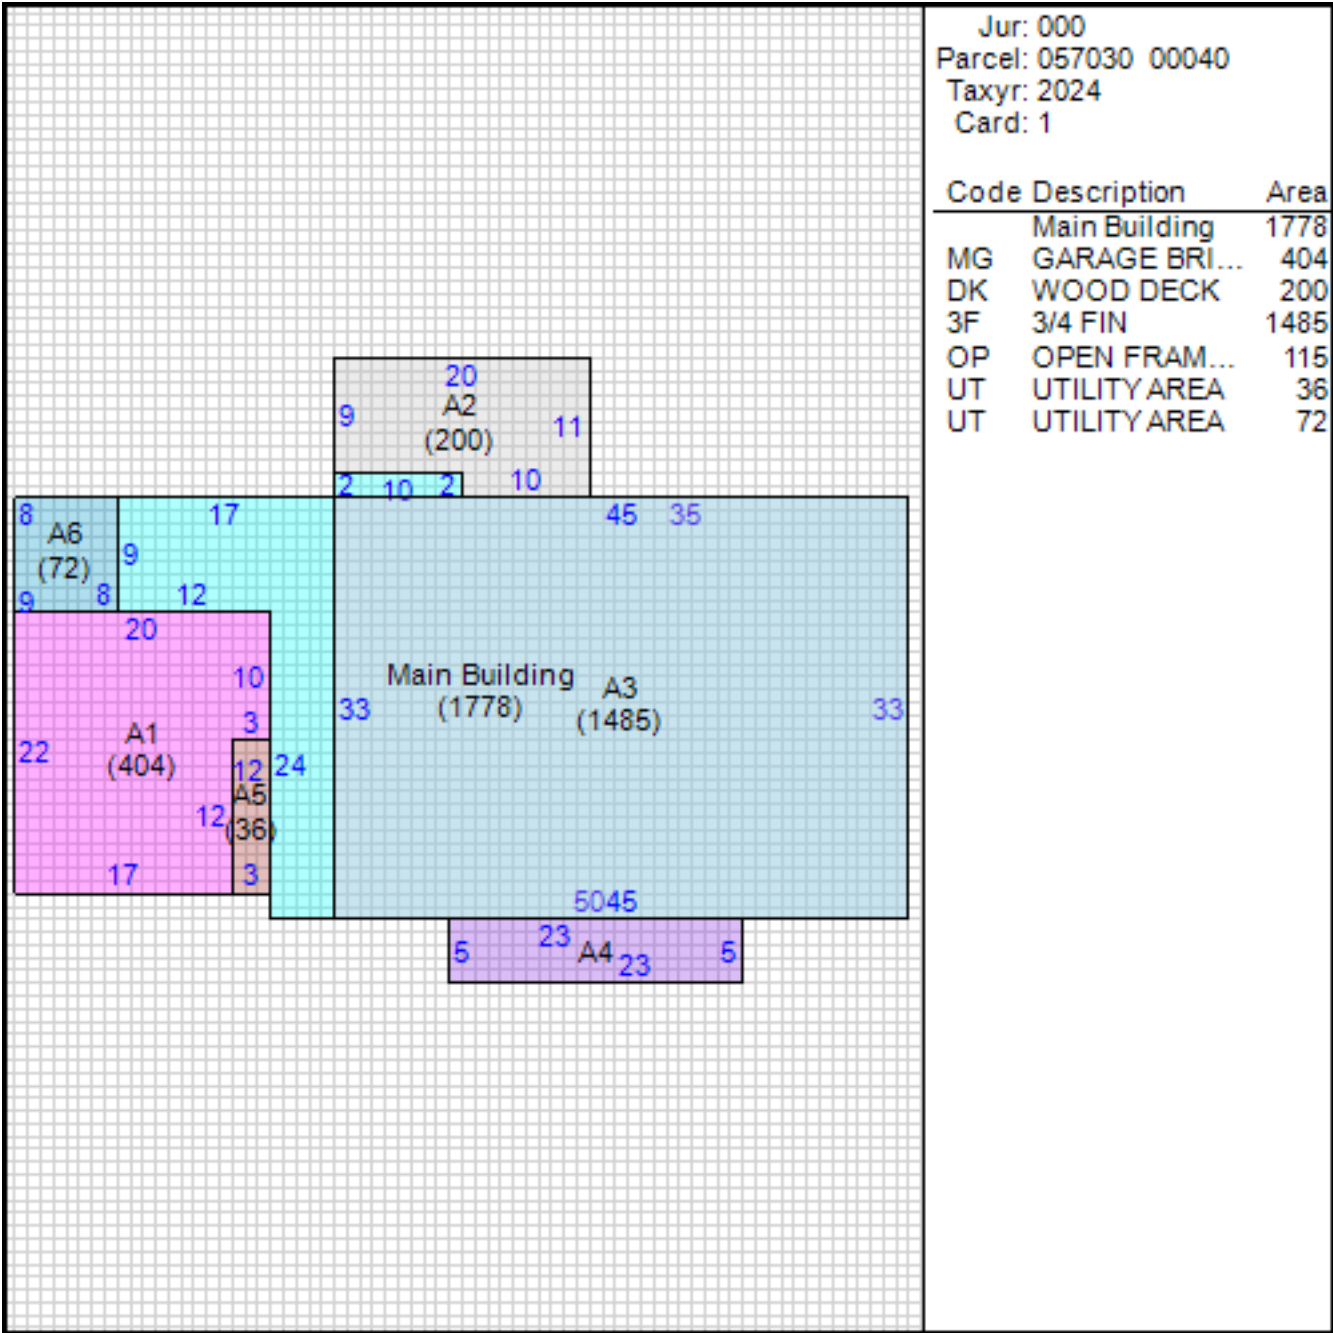 Jur: 000
Parcel: 057030 00040
Taxyr: 2024
Card: 1
Code Description Area
Main Building 1778
MG GARAGE BRI... 404
DK WOOD DECK 200
3F 3/4 FIN 1485
OP OPEN FRAM... 115
UT UTILITY AREA 36
UT UTILITY AREA 72
20
9 A2 11
(200)
2 10 2 10
8 17 45 35
A6
(72) 9
9 8 12
20
10
Main Building A3
(1778) (1485)
33 33
3
A1
(404)
22 12 24
A5
12 (36)
17 3
5045
5 23 A4 23 5